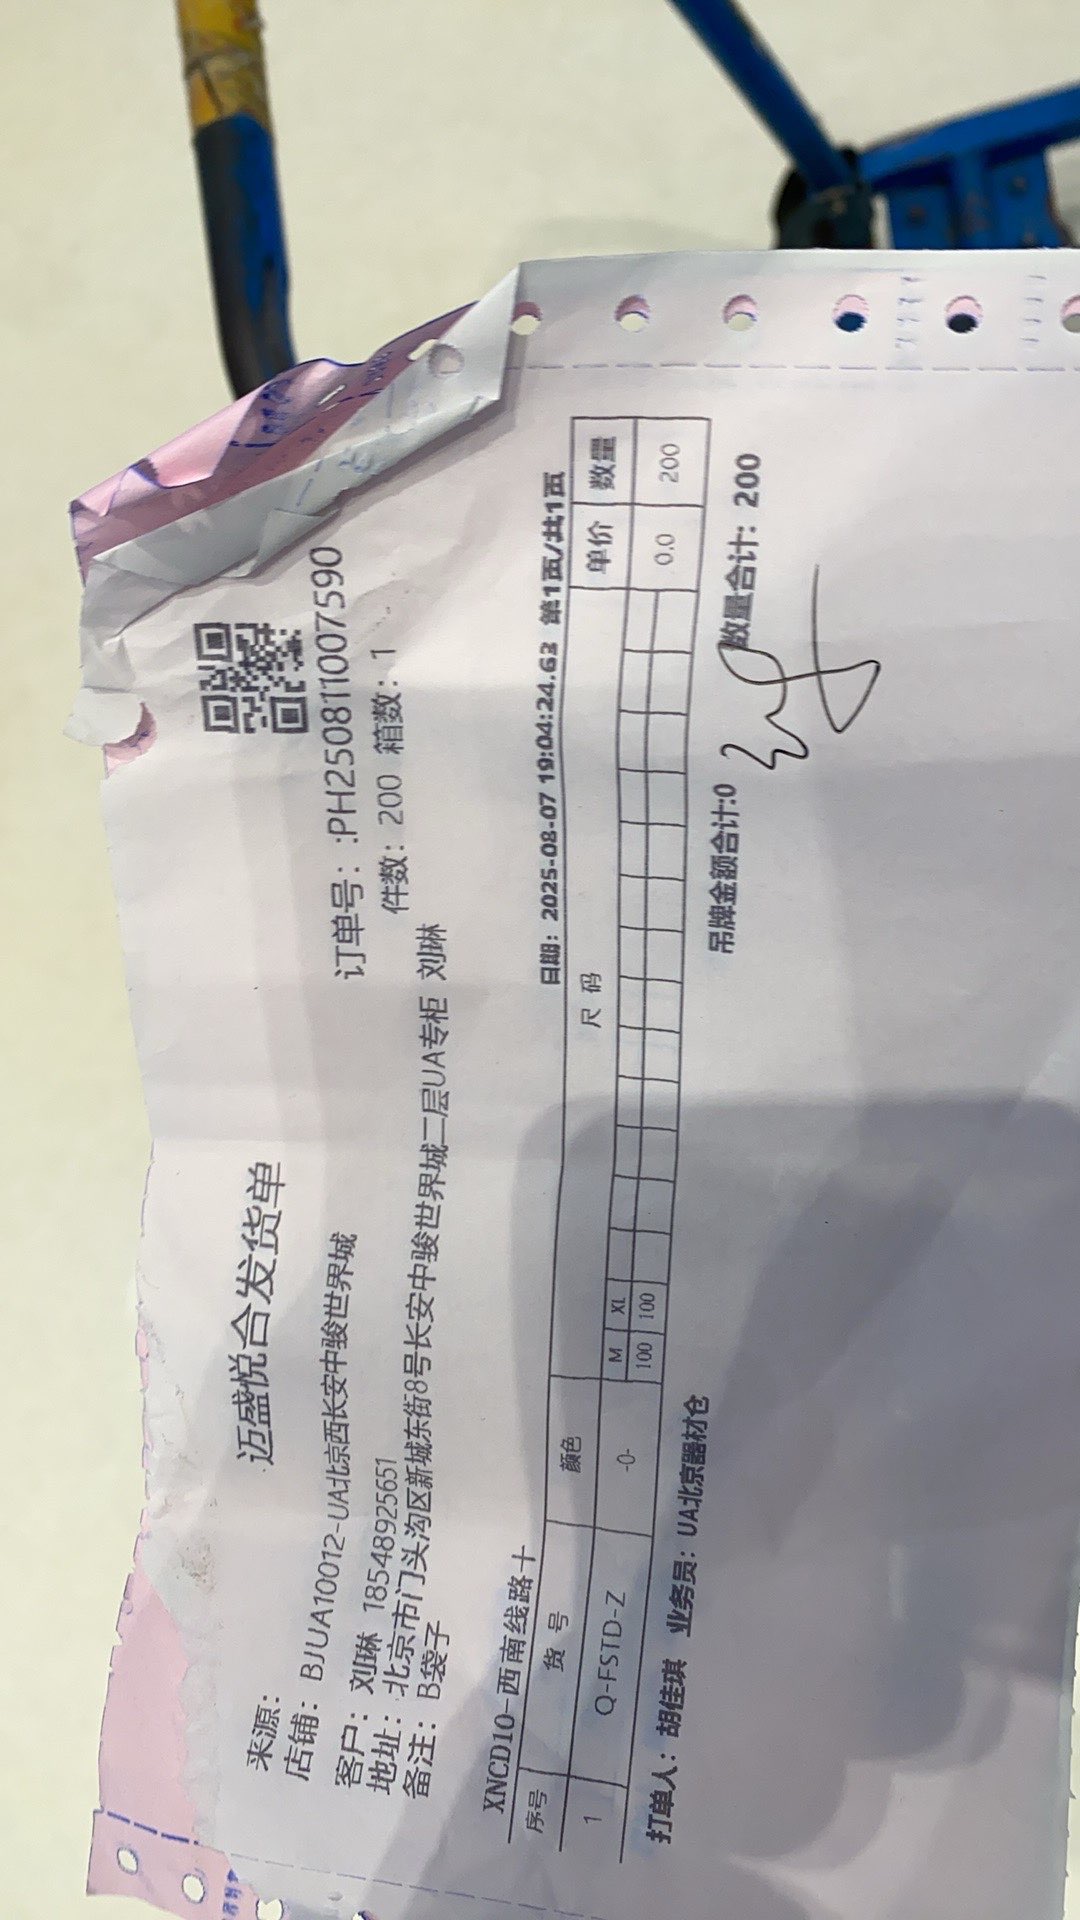 迈盛悦合发货单
来源：
店铺：BJUA10012-UA北京西长安中骏世界城
订单号：:PH250811007590
客户：刘琳 18548925651
件数：200 箱数：1
地址：北京市门头沟区新城东街8号长安中骏世界城二层UA专柜 刘琳
备注：B袋子
XNCD10-西南线路十
日期：2025-08-07 19:04:24.63 第1页/共1页
序号 货号 颜色 尺码 单价 数量
M XL
1 Q-FSTD-Z -0- 100 100 0.0 200
打单人：胡佳琪 业务员：UA北京器材仓 吊牌金额合计:0 数量合计：200